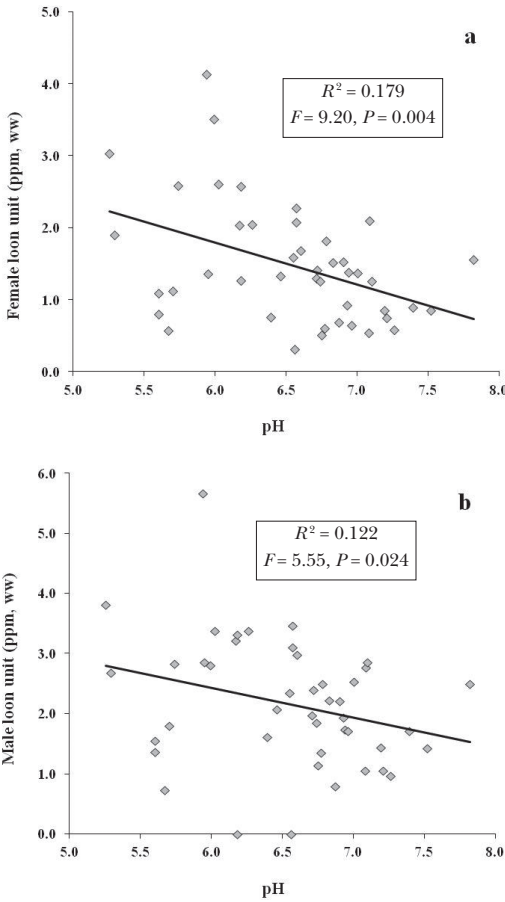 5.0
a
R² = 0.179
F = 9.20, P = 0.004
4.0
3.0
2.0
1.0
0.0
Female loon unit (ppm, ww)
5.0 5.5 6.0 6.5 7.0 7.5 8.0
pH
6.0
b
R² = 0.122
F = 5.55, P = 0.024
5.0
4.0
3.0
2.0
1.0
0.0
Male loon unit (ppm, ww)
5.0 5.5 6.0 6.5 7.0 7.5 8.0
pH